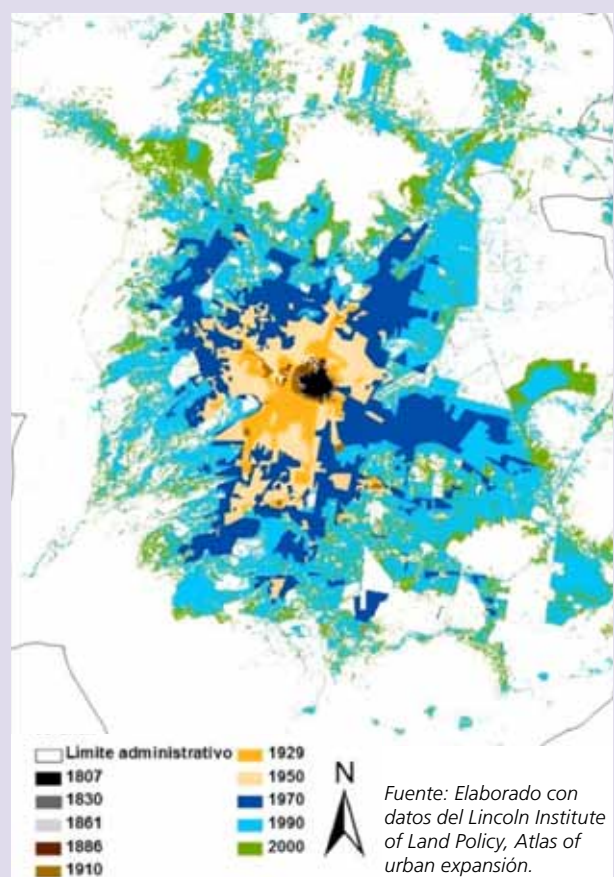 Límite administrativo
1807
1830
1861
1886
1910
1929
1950
1970
1990
2000
N
Fuente: Elaborado con
datos del Lincoln Institute
of Land Policy, Atlas of
urban expansión.